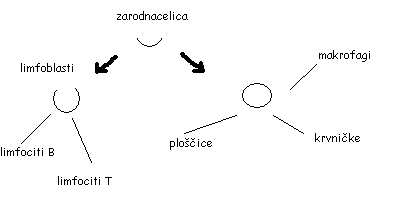 zarodnacelica
limfoblasti
makrofagi
ploščice
krvničke
limfociti B
limfociti T